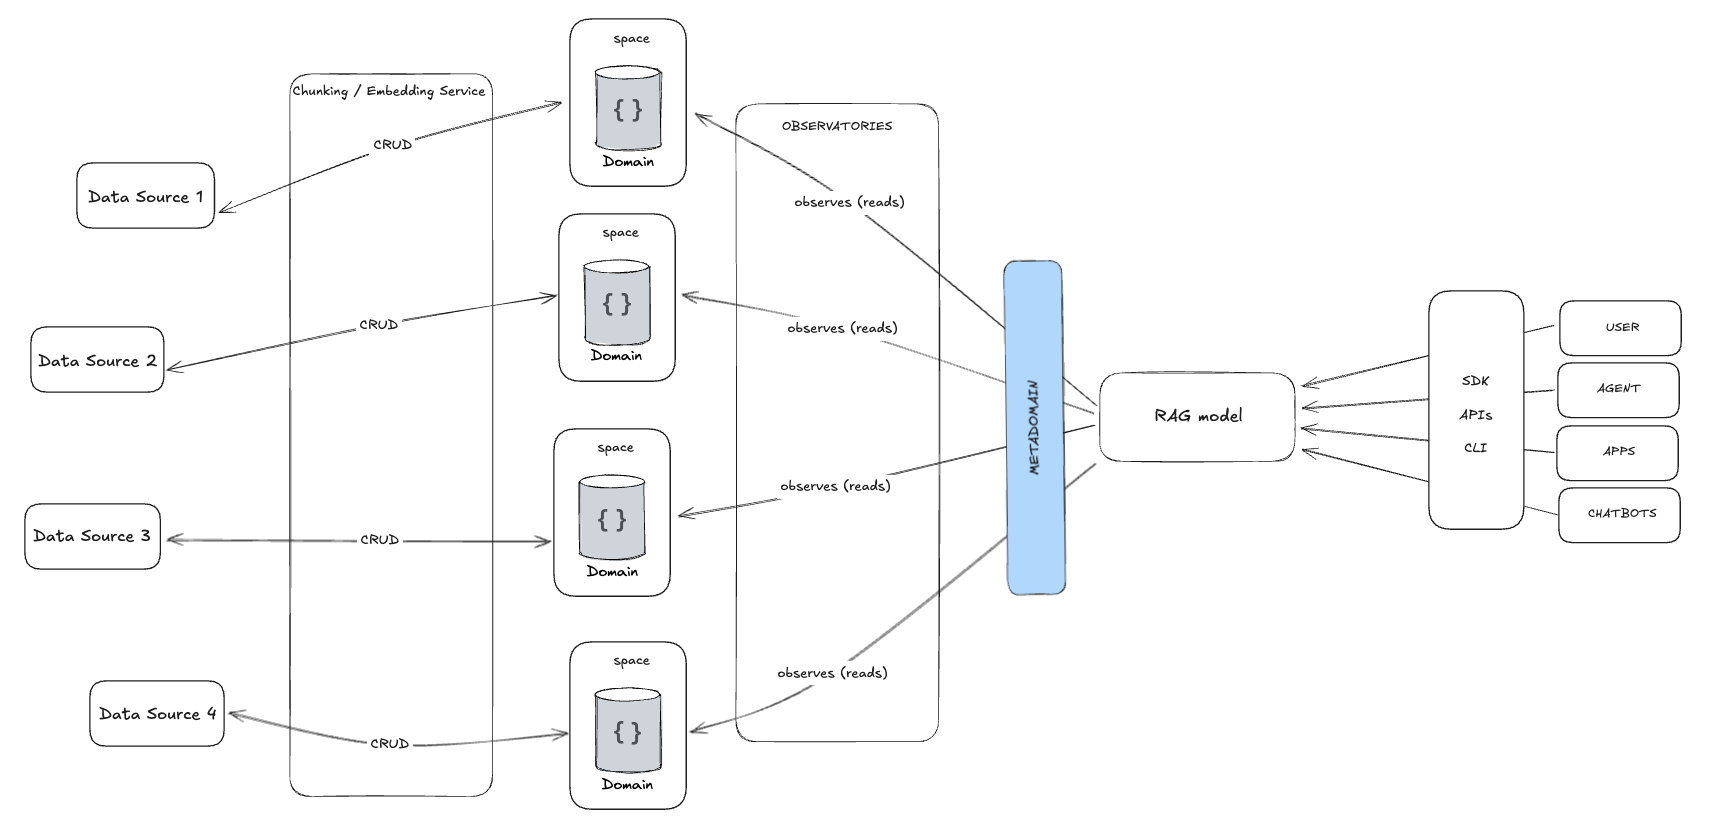 space
{ }
Domain
Chunking / Embedding Service
CRUD
Data Source 1
OBSERVATORIES
observes (reads)
space
{ }
Domain
CRUD
Data Source 2
observes (reads)
METADOMAIN
RAG model
SDK
APIs
CLI
USER
AGENT
APPS
CHATBOTS
space
{ }
Domain
CRUD
Data Source 3
observes (reads)
space
{ }
Domain
CRUD
Data Source 4
observes (reads)